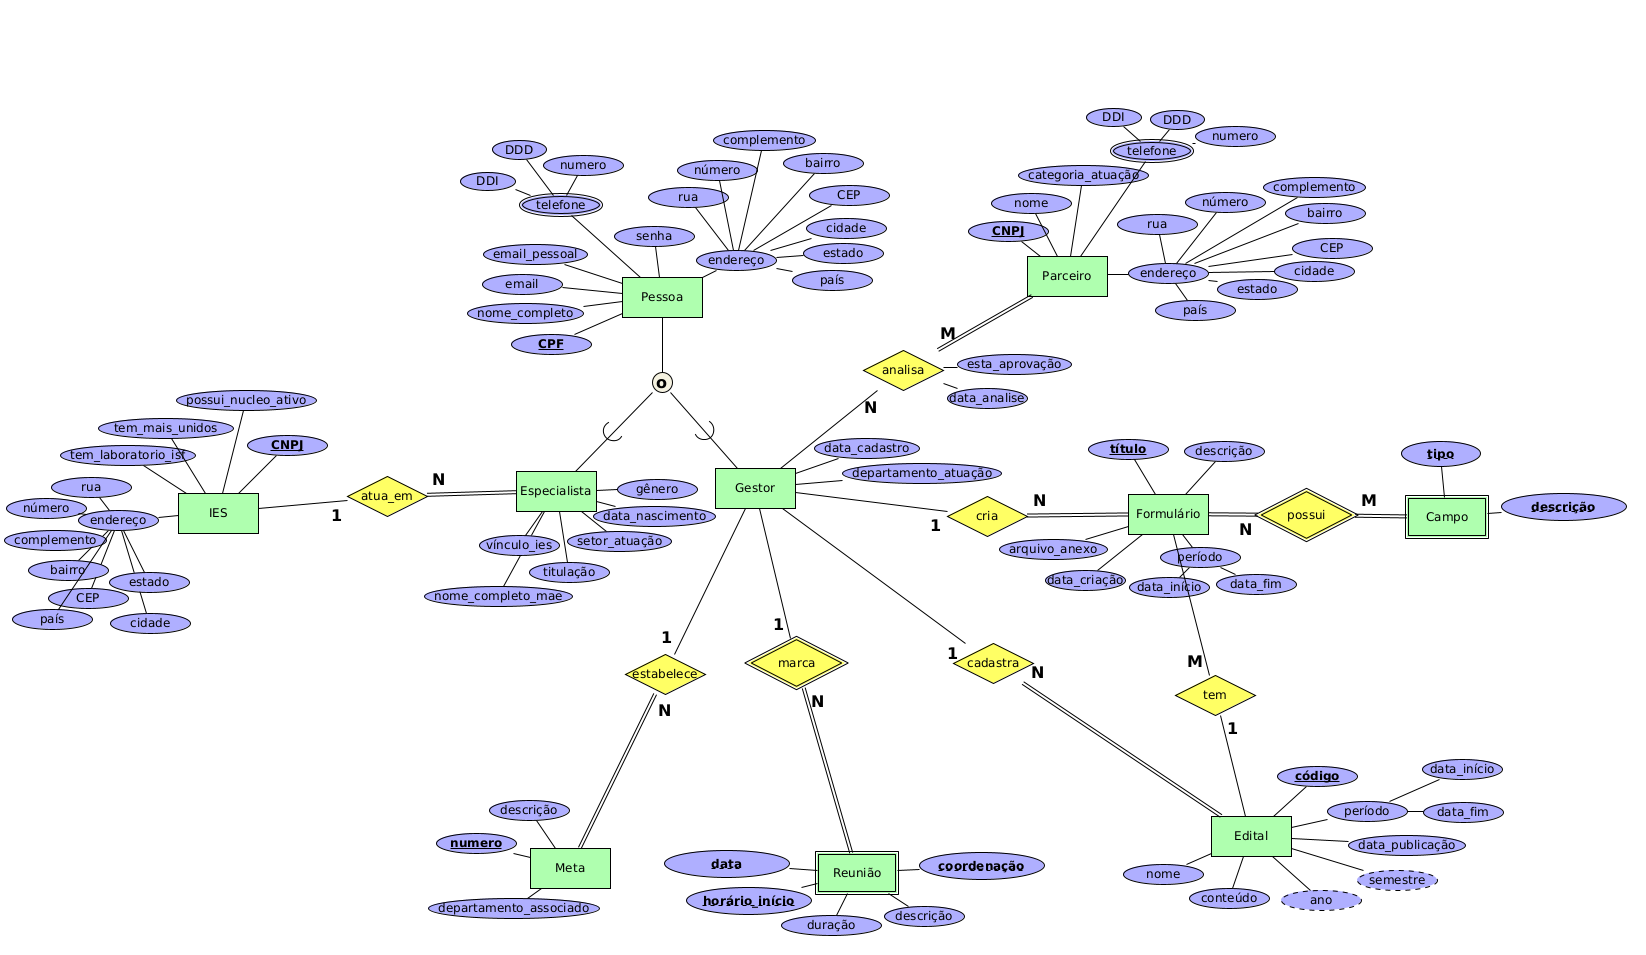 DDI
DDD
numero
complemento
DDD
numero
telefone
complemento
bairro
número
DDI
rua
CEP
telefone
categoria_atuação
complemento
número
nome
bairro
rua
CNPJ
senha
cidade
email_pessoal
endereço
estado
CEP
email
Pessoa
país
Parceiro
endereço
cidade
estado
nome_completo
país
CPF
M
analisa
esta_aprovação
o
N
data_analise
possui_nucleo_ativo
tem_mais_unidos
CNPJ
tem_laboratorio_isf
data_cadastro
título
descrição
tipo
rua
N
departamento_atuação
número
endereço
IES
atua_em
1
Especialista
gênero
Gestor
data_nascimento
cria
1
N
Formulário
N
possui
M
Campo
descrição
complemento
vínculo_ies
setor_atuação
arquivo_anexo
período
bairro
estado
titulação
data_criação
data_início
data_fim
CEP
nome_completo_mae
país
cidade
1
1
1
N
M
estabelece
marca
cadastra
tem
N
N
1
código
data_início
período
data_fim
descrição
numero
Edital
data_publicação
Meta
data
Reunião
coordenação
nome
semestre
departamento_associado
horário_início
conteúdo
ano
duração
descrição